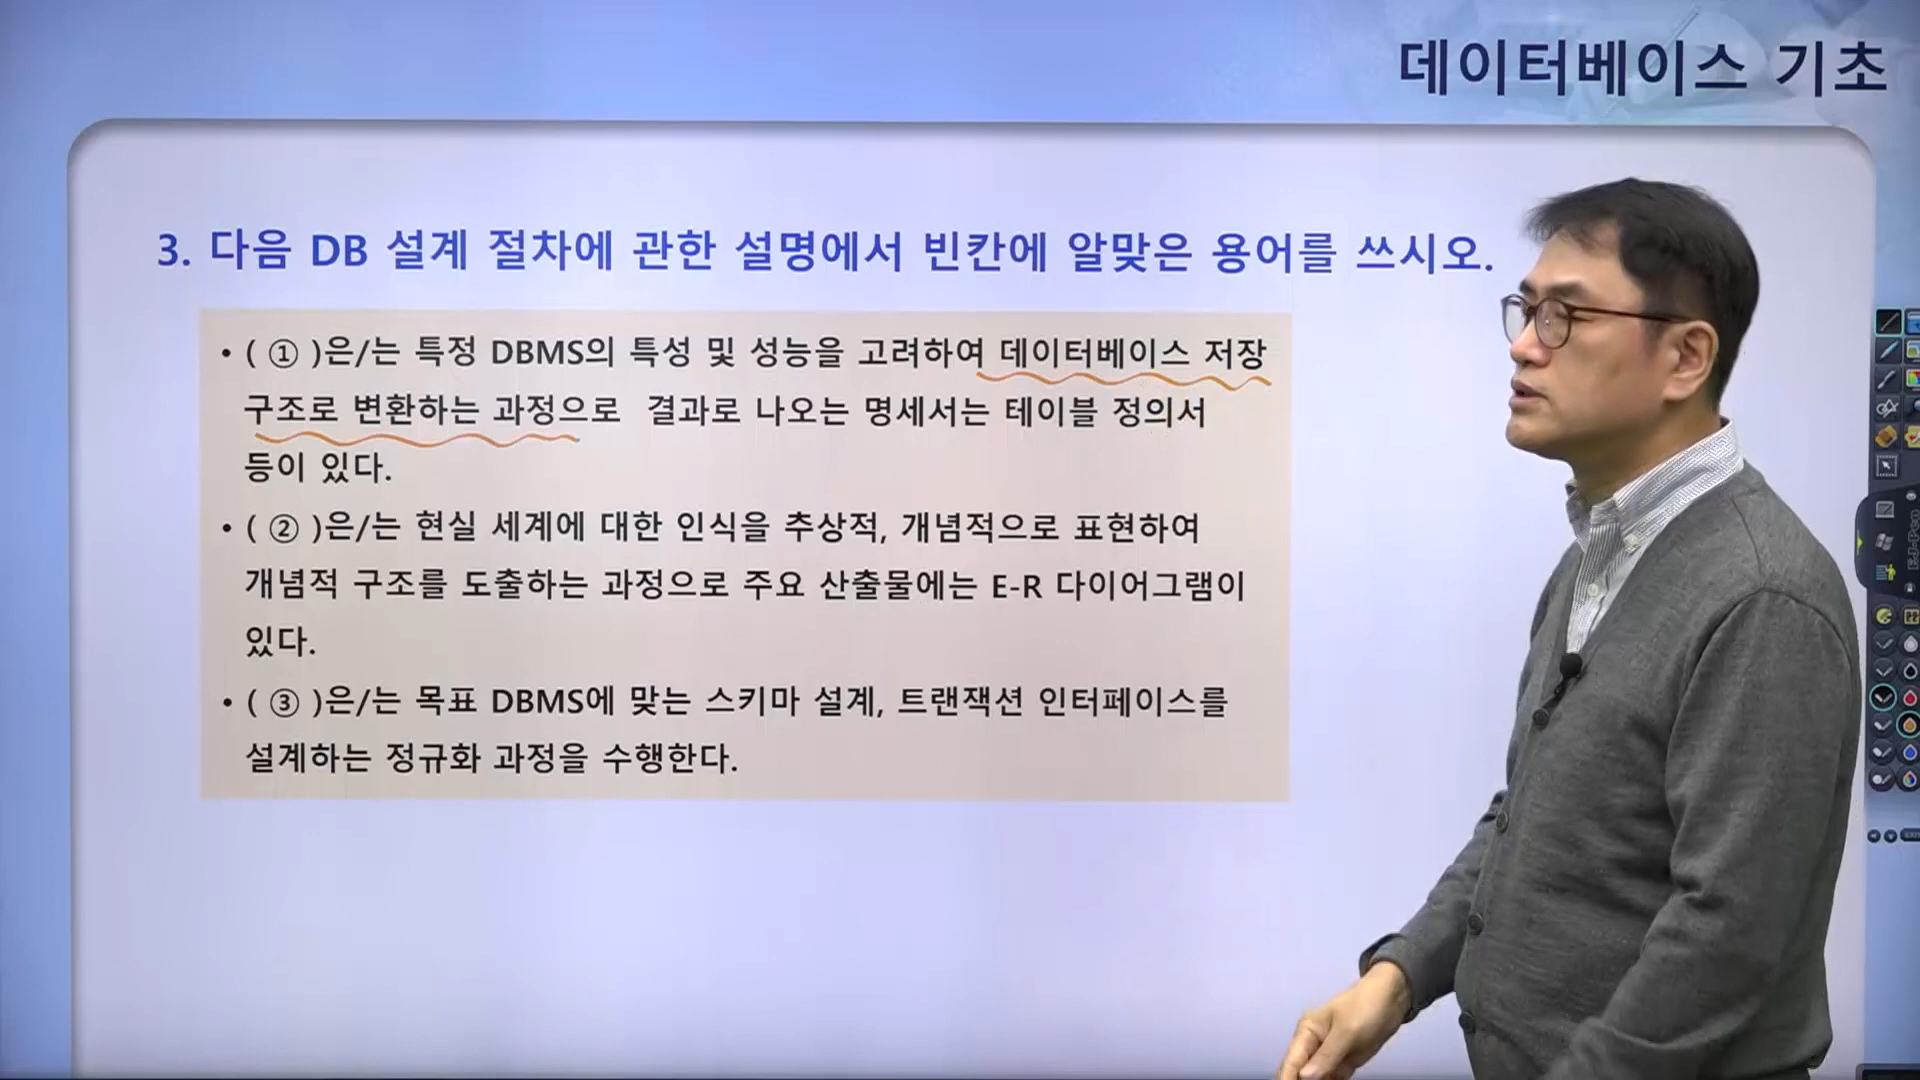 데이터베이스 기초
3. 다음 DB 설계 절차에 관한 설명에서 빈칸에 알맞은 용어를 쓰시오.
• ( ① )은/는 특정 DBMS의 특성 및 성능을 고려하여 데이터베이스 저장
구조로 변환하는 과정으로 결과로 나오는 명세서는 테이블 정의서
등이 있다.
• ( ② )은/는 현실 세계에 대한 인식을 추상적, 개념적으로 표현하여
개념적 구조를 도출하는 과정으로 주요 산출물에는 E-R 다이어그램이
있다.
• ( ③ )은/는 목표 DBMS에 맞는 스키마 설계, 트랜잭션 인터페이스를
설계하는 정규화 과정을 수행한다.